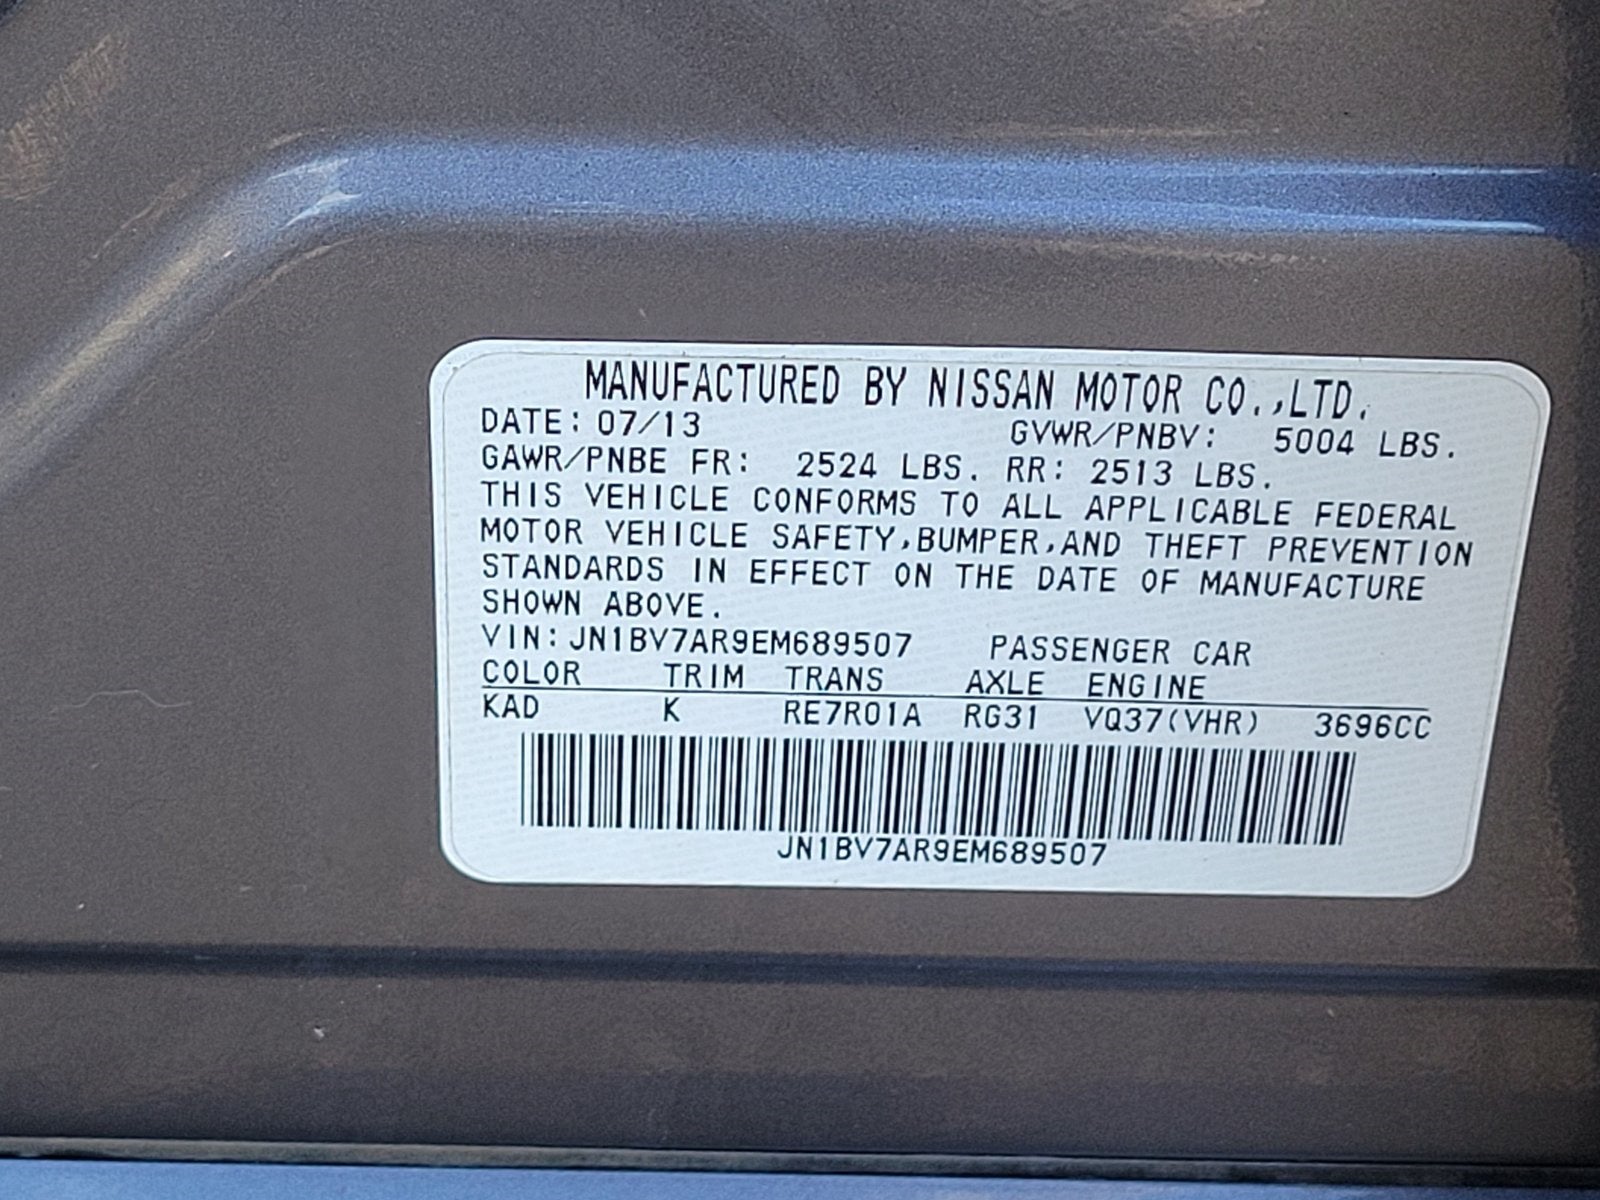 MANUFACTURED BY NISSAN MOTOR CO.,LTD.
DATE: 07/13 GVWR/PNBV: 5004 LBS.
GAWR/PNBE FR: 2524 LBS. RR: 2513 LBS.
THIS VEHICLE CONFORMS TO ALL APPLICABLE FEDERAL
MOTOR VEHICLE SAFETY,BUMPER,AND THEFT PREVENTION
STANDARDS IN EFFECT ON THE DATE OF MANUFACTURE
SHOWN ABOVE.
VIN: JN1BV7AR9EM689507 PASSENGER CAR
COLOR TRIM TRANS AXLE ENGINE
KAD K RE7R01A RG31 VQ37(VHR) 3696CC
JN1BV7AR9EM689507